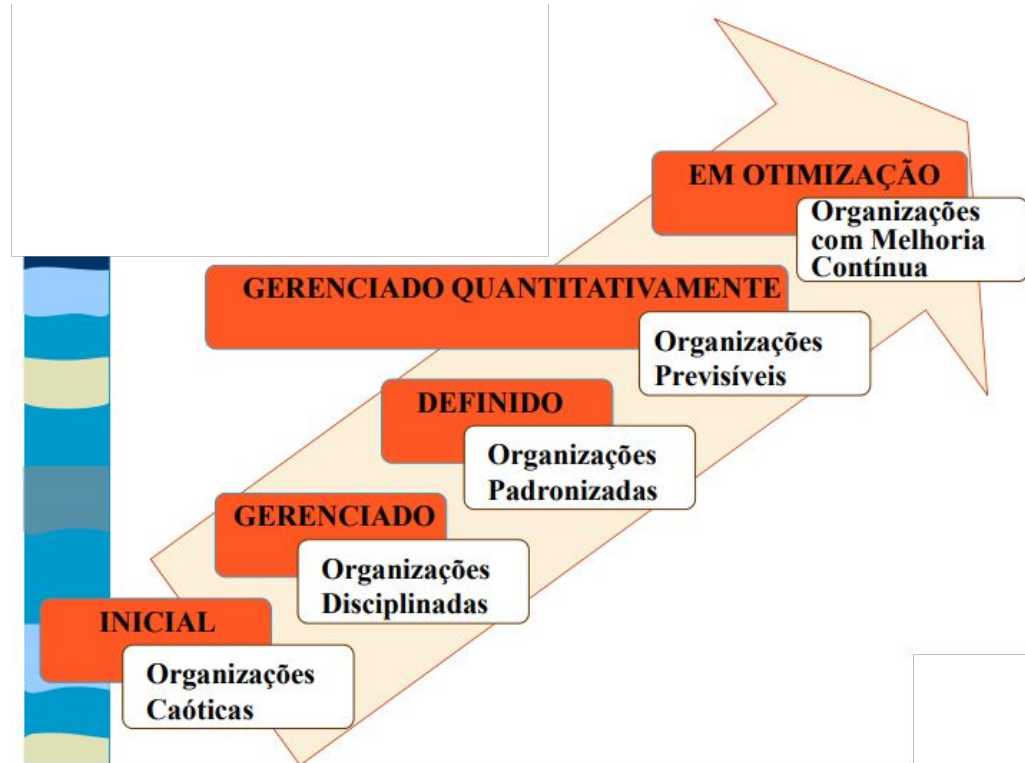 EM OTIMIZAÇÃO
Organizações
com Melhoria
Contínua
GERENCIADO QUANTITATIVAMENTE
Organizações
Previsíveis
DEFINIDO
Organizações
Padronizadas
GERENCIADO
Organizações
Disciplinadas
INICIAL
Organizações
Caóticas